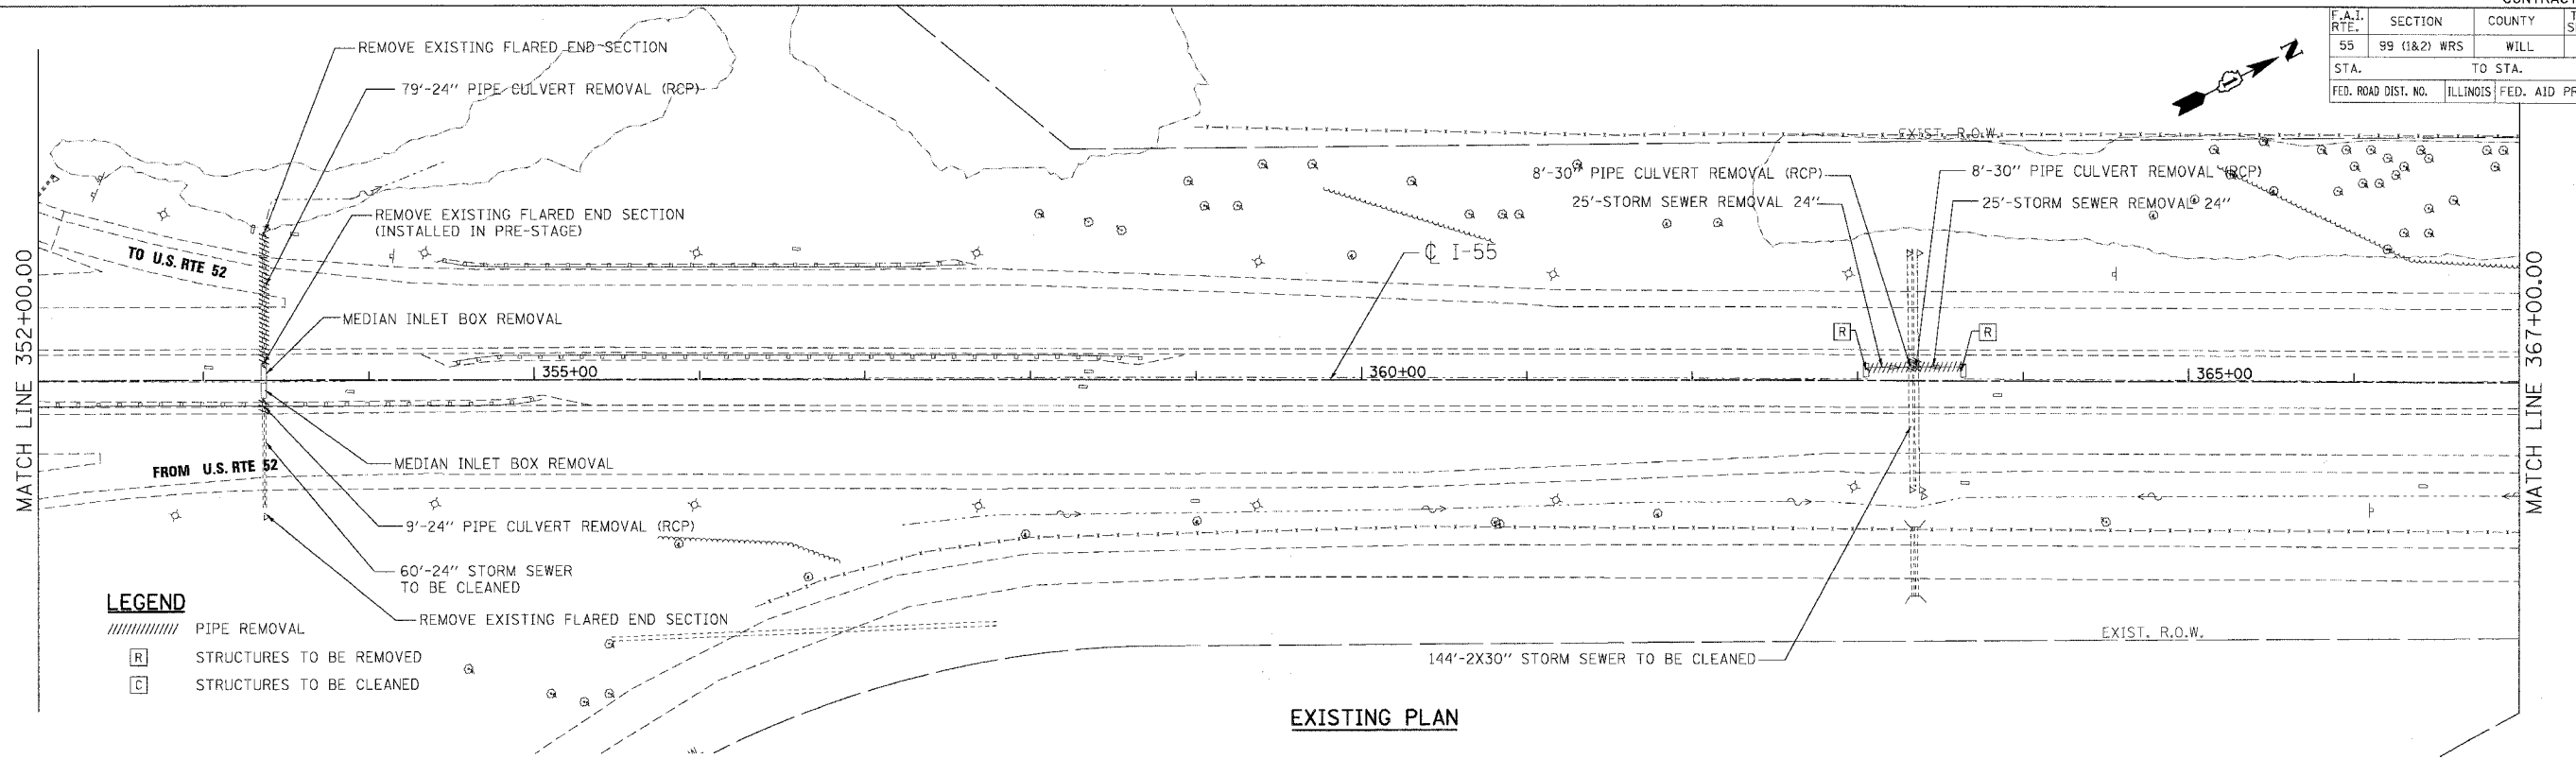 CONTRACT
F.A.I. RTE. SECTION COUNTY
55 99 (1&2) WRS WILL
STA. TO STA.
FED. ROAD DIST. NO. ILLINOIS FED. AID PR
N
REMOVE EXISTING FLARED END SECTION
79'-24" PIPE CULVERT REMOVAL (RCP)
EXIST. R.O.W.
8'-30" PIPE CULVERT REMOVAL (RCP)
8'-30" PIPE CULVERT REMOVAL (RCP)
25'-STORM SEWER REMOVAL 24"
25'-STORM SEWER REMOVAL 24"
REMOVE EXISTING FLARED END SECTION
(INSTALLED IN PRE-STAGE)
TO U.S. RTE 52
℄ I-55
MEDIAN INLET BOX REMOVAL
R
R
355+00
360+00
365+00
MATCH LINE 352+00.00
MATCH LINE 367+00.00
FROM U.S. RTE 52
MEDIAN INLET BOX REMOVAL
9'-24" PIPE CULVERT REMOVAL (RCP)
60'-24" STORM SEWER
TO BE CLEANED
REMOVE EXISTING FLARED END SECTION
144'-2X30" STORM SEWER TO BE CLEANED
EXIST. R.O.W.
LEGEND
PIPE REMOVAL
R STRUCTURES TO BE REMOVED
C STRUCTURES TO BE CLEANED
EXISTING PLAN